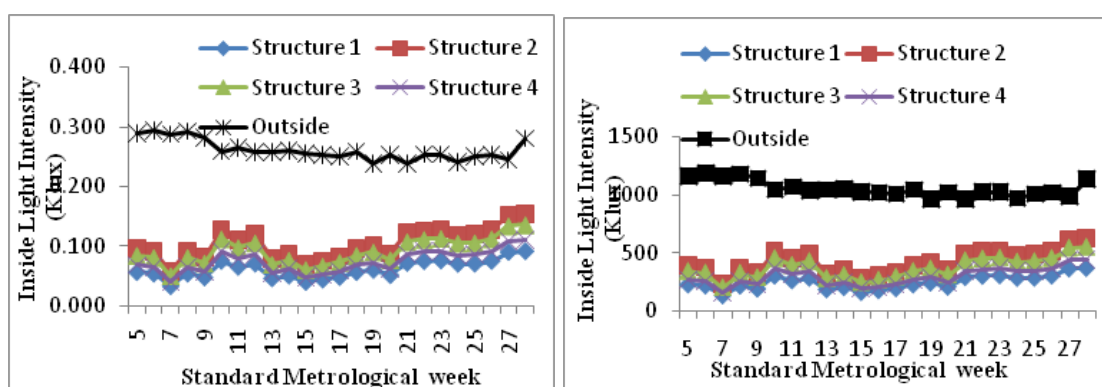 Structure 1
Structure 2
Structure 3
Structure 4
Outside
Inside Light Intensity
(Klux)
0.400
0.300
0.200
0.100
0.000
5 7 9 11 13 15 17 19 21 23 25 27
Standard Metrological week
Structure 1
Structure 2
Structure 3
Structure 4
Outside
Inside Light Intensity
(Klux)
1500
1000
500
0
5 7 9 11 13 15 17 19 21 23 25 27
Standard Metrological week